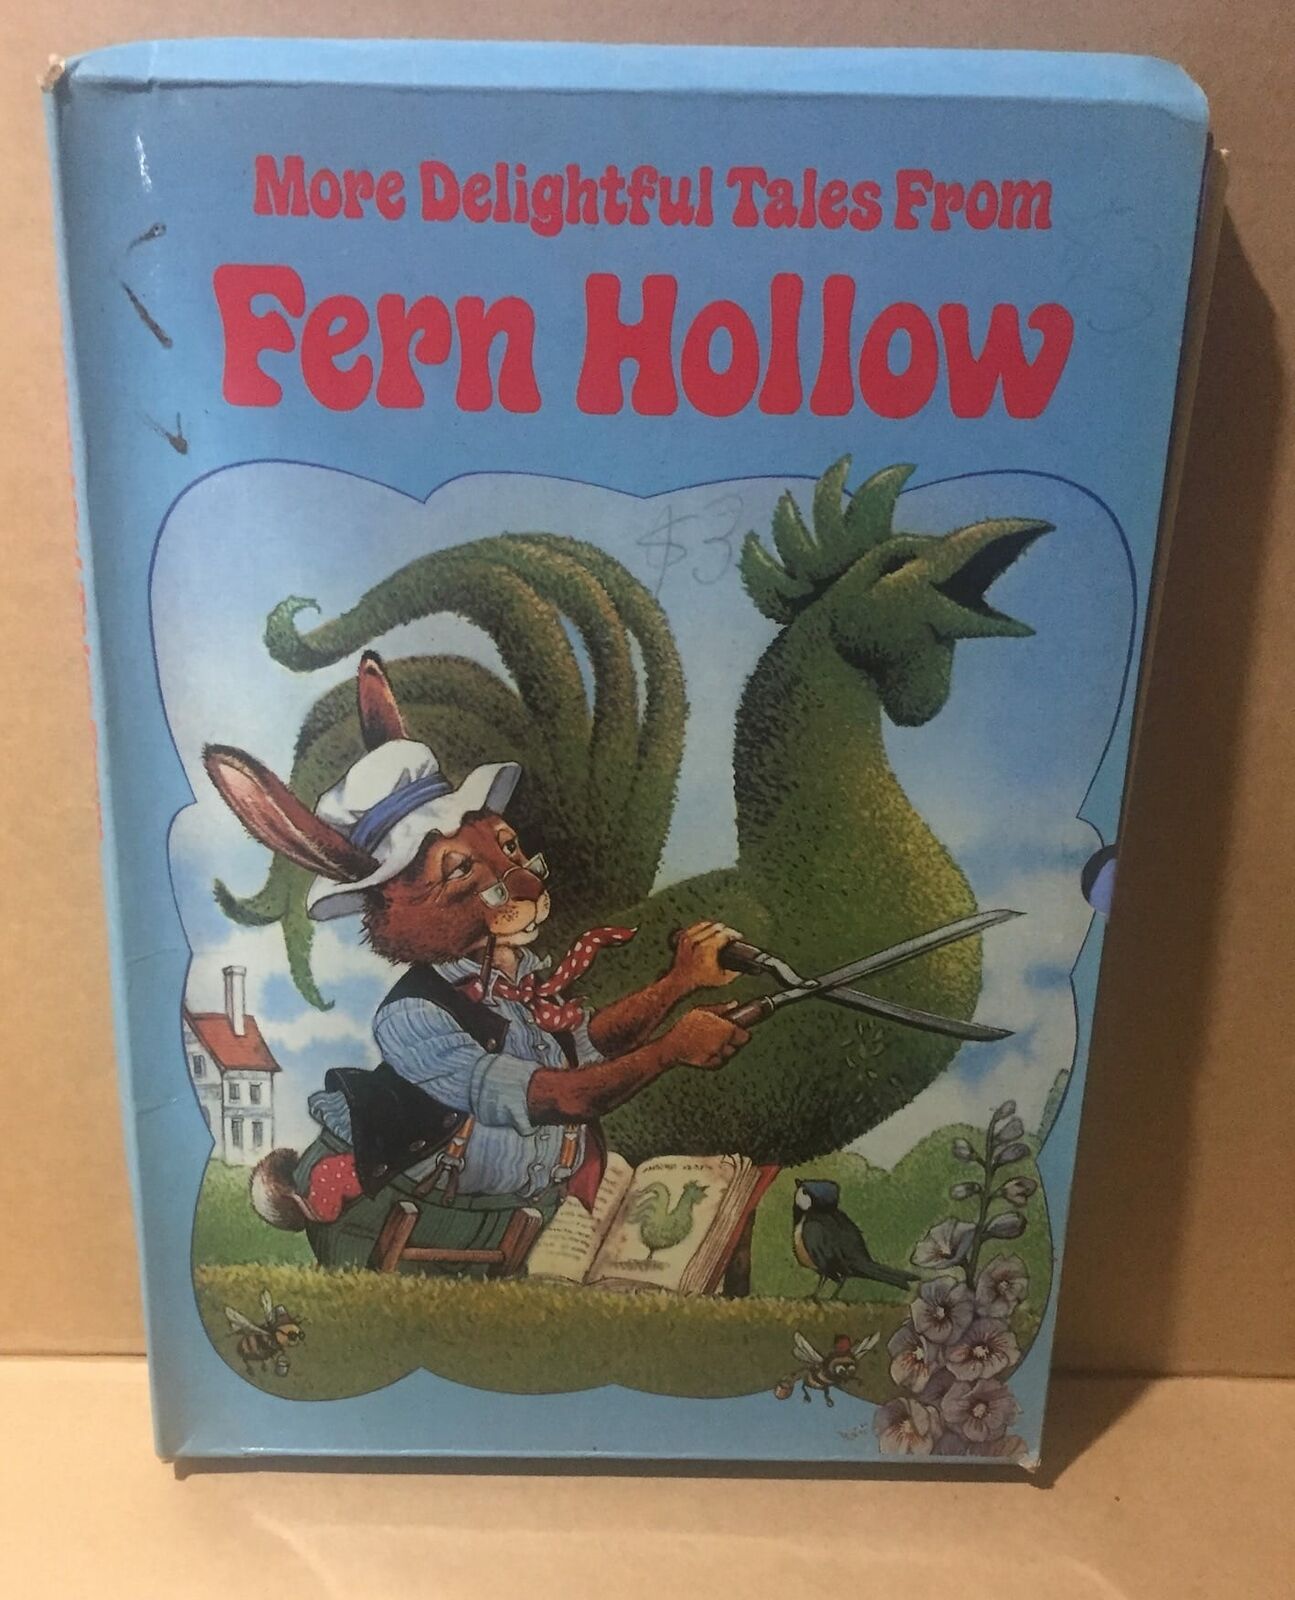 More Delightful Tales From
Fern Hollow
$3